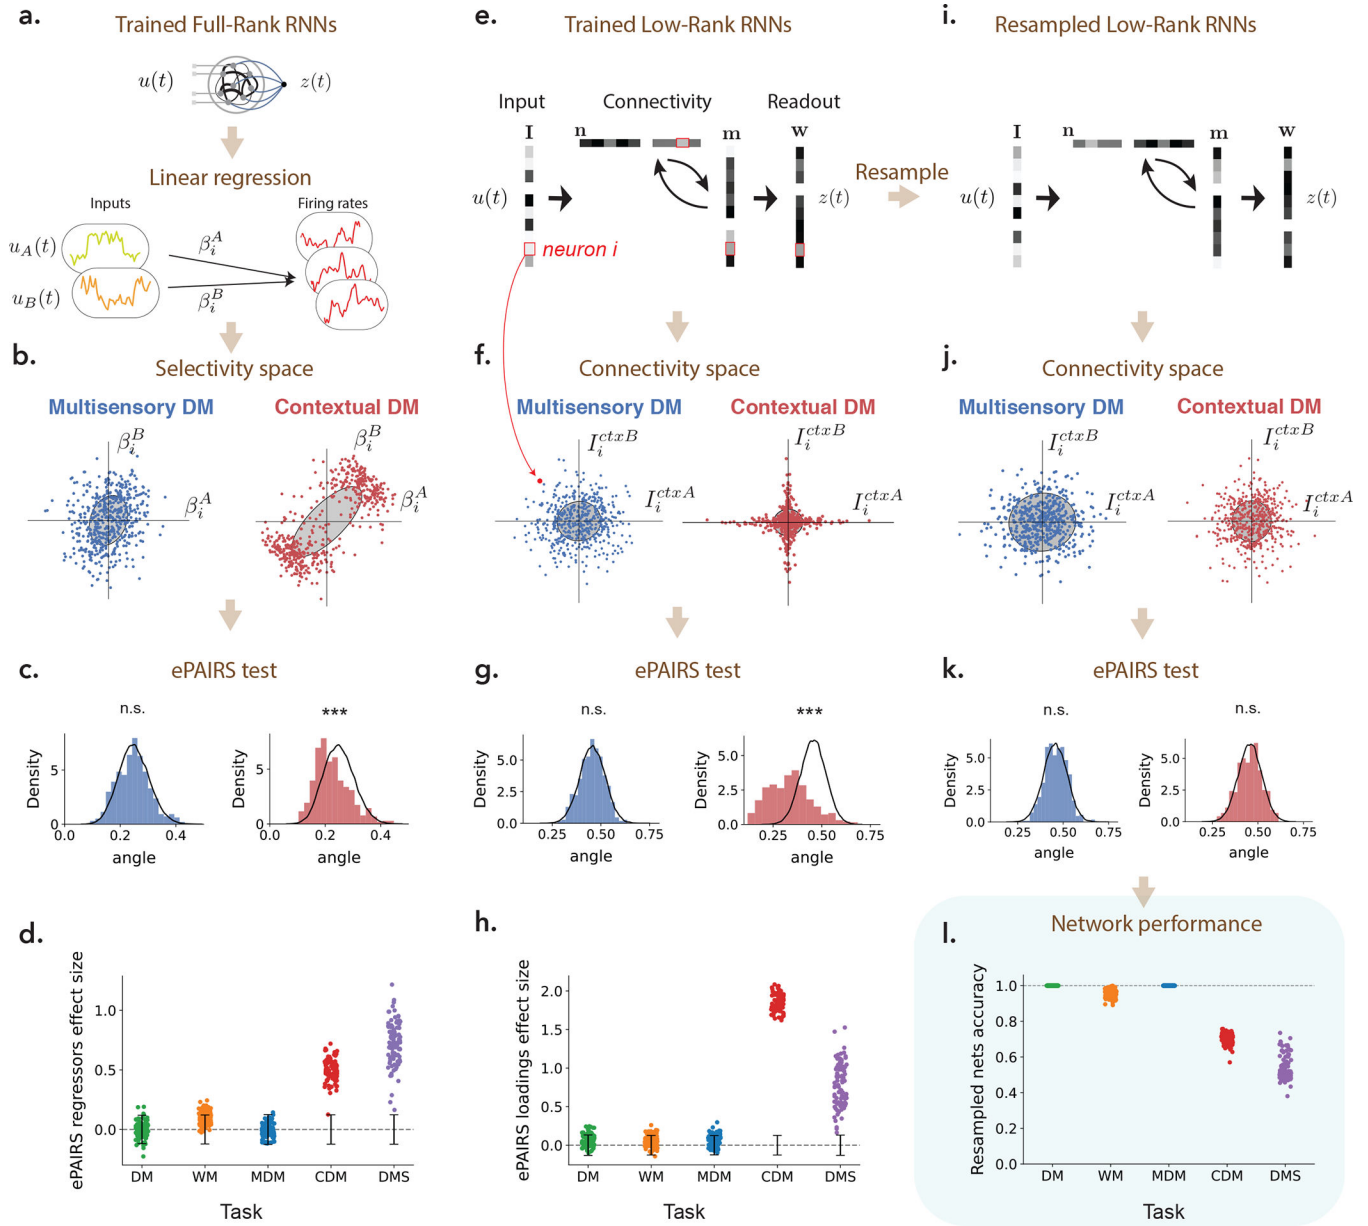 a.
Trained Full-Rank RNNs
u(t)
z(t)
Linear regression
Inputs
Firing rates
u_A(t)
β_i^A
u_B(t)
β_i^B
b.
Selectivity space
Multisensory DM
Contextual DM
β_i^B
β_i^A
β_i^B
β_i^A
c.
ePAIRS test
n.s.
***
Density
5
0
0.0
0.2
0.4
angle
Density
5
0
0.0
0.2
0.4
angle
d.
ePAIRS regressors effect size
1.0
0.5
0.0
DM
WM
MDM
CDM
DMS
Task
e.
Trained Low-Rank RNNs
Input
Connectivity
Readout
I
n
m
w
u(t)
z(t)
neuron i
Resample
f.
Connectivity space
Multisensory DM
Contextual DM
I_i^{ctxB}
I_i^{ctxA}
I_i^{ctxB}
I_i^{ctxA}
g.
ePAIRS test
n.s.
***
Density
5.0
2.5
0.0
0.25
0.50
0.75
angle
Density
5.0
2.5
0.0
0.25
0.50
0.75
angle
h.
ePAIRS loadings effect size
2.0
1.5
1.0
0.5
0.0
DM
WM
MDM
CDM
DMS
Task
i.
Resampled Low-Rank RNNs
I
n
m
w
u(t)
z(t)
j.
Connectivity space
Multisensory DM
Contextual DM
I_i^{ctxB}
I_i^{ctxA}
I_i^{ctxB}
I_i^{ctxA}
k.
ePAIRS test
n.s.
n.s.
Density
5.0
2.5
0.0
0.25
0.50
0.75
angle
Density
5.0
2.5
0.0
0.25
0.50
0.75
angle
l.
Network performance
Resampled nets accuracy
1.0
0.8
0.6
0.4
0.2
0.0
DM
WM
MDM
CDM
DMS
Task